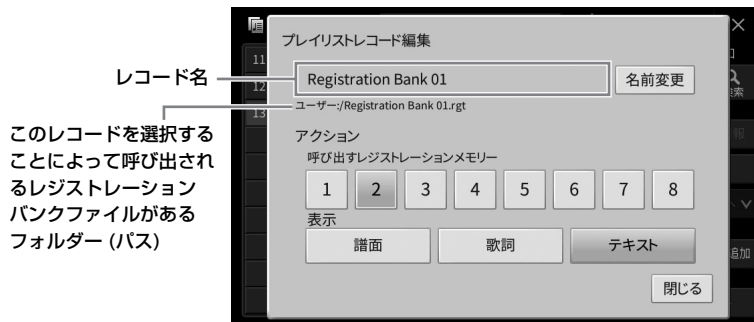 プレイリストレコード編集
レコード名
Registration Bank 01
名前変更
ユーザー:/Registration Bank 01.rgt
このレコードを選択する
ことによって呼び出され
るレジストレーション
バンクファイルがある
フォルダー (パス)
アクション
呼び出すレジストレーションメモリー
1 2 3 4 5 6 7 8
表示
譜面 歌詞 テキスト
閉じる
11
12
13
検索
追加